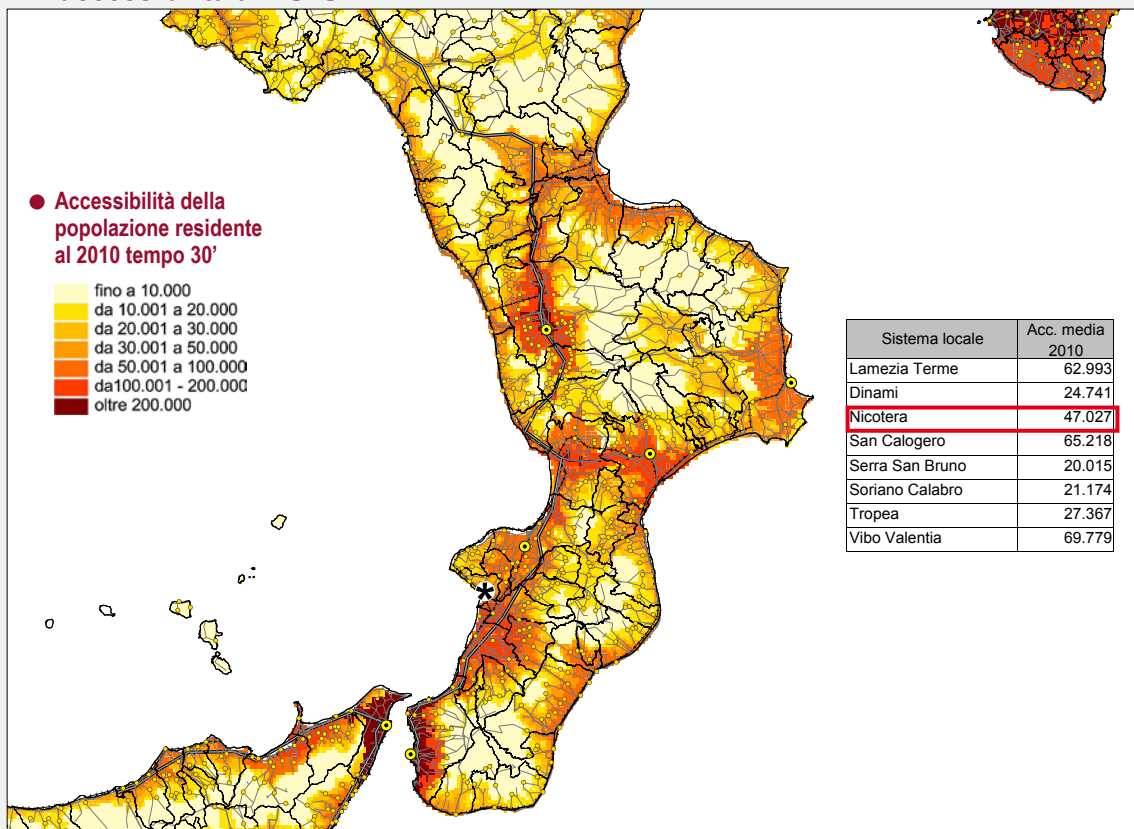 ● Accessibilità della
popolazione residente
al 2010 tempo 30’
fino a 10.000
da 10.001 a 20.000
da 20.001 a 30.000
da 30.001 a 50.000
da 50.001 a 100.000
da100.001 - 200.000
oltre 200.000
Sistema locale Acc. media 2010
Lamezia Terme 62.993
Dinami 24.741
Nicotera 47.027
San Calogero 65.218
Serra San Bruno 20.015
Soriano Calabro 21.174
Tropea 27.367
Vibo Valentia 69.779
*